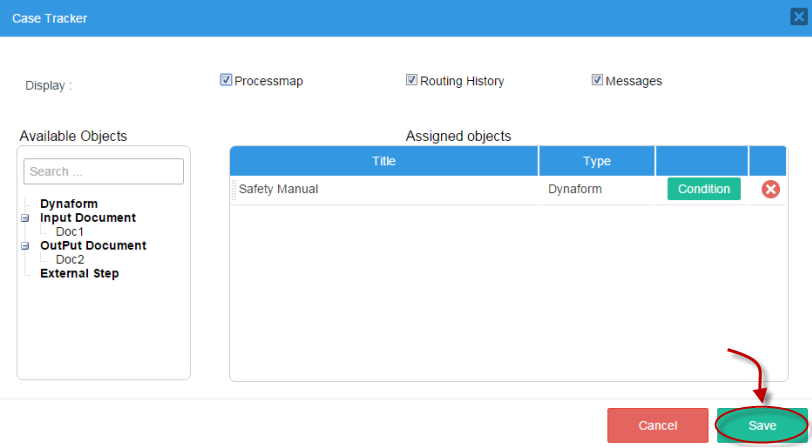 Case Tracker
Display :
Processmap
Routing History
Messages
Available Objects
Assigned objects
Search ...
Title
Type
Safety Manual
Dynaform
Condition
Dynaform
Input Document
Doc1
OutPut Document
Doc2
External Step
Cancel
Save